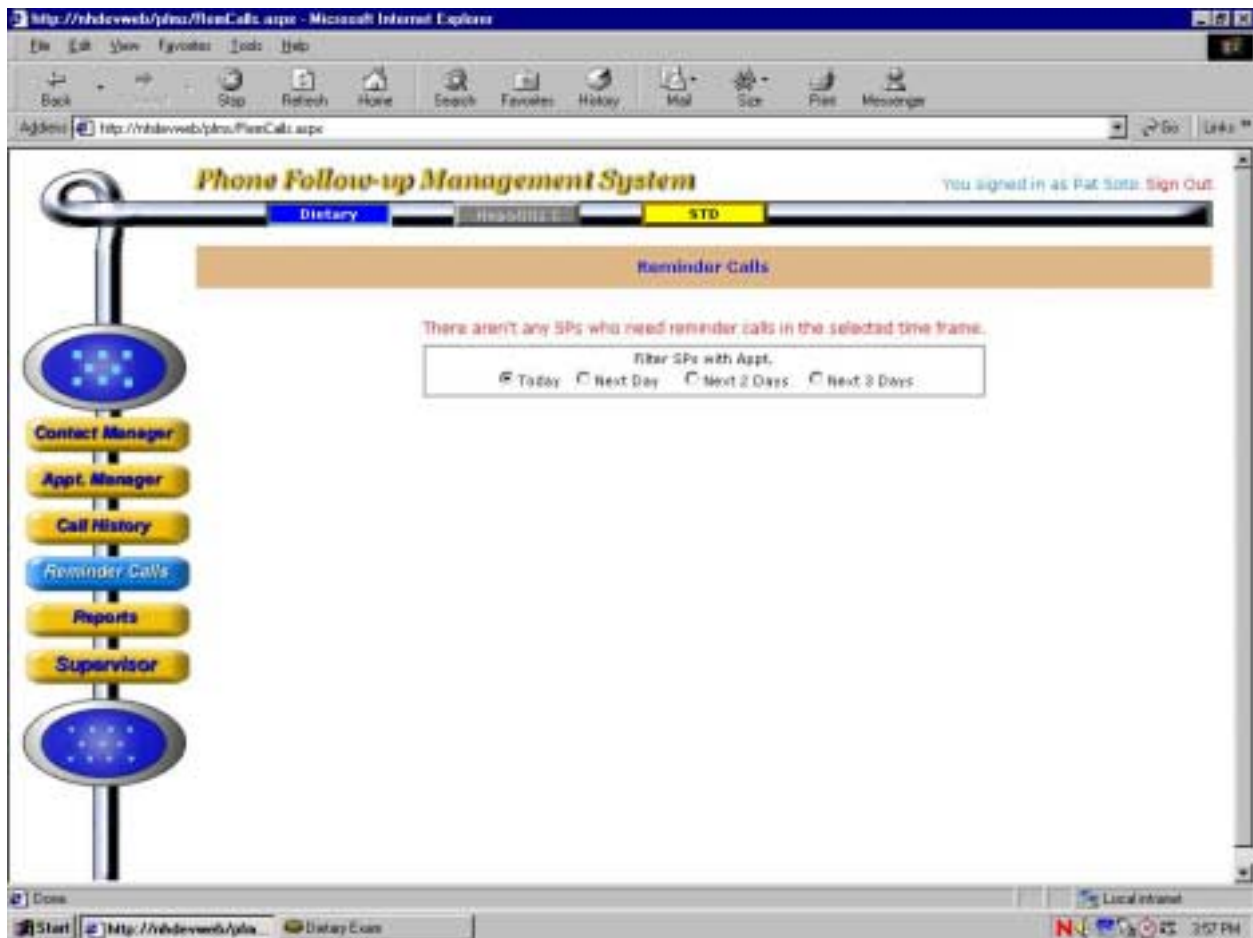 http://nhdevweb/pfms/RemCalls.aspx - Microsoft Internet Explorer
File Edit View Favorites Tools Help
Back Stop Refresh Home Search Favorites History Mail Size Print Messenger
Address http://nhdevweb/pfms/RemCalls.aspx Go Links »
Phone Follow-up Management System
You signed in as Pat Soto Sign Out
Dietary Hepatitis C STD
Reminder Calls
There aren't any SPs who need reminder calls in the selected time frame.
Filter SPs with Appt.
Today Next Day Next 2 Days Next 3 Days
Contact Manager
Appt. Manager
Call History
Reminder Calls
Reports
Supervisor
Done Local intranet
Start http://nhdevweb/pfm... Dietary Exam 3:57 PM